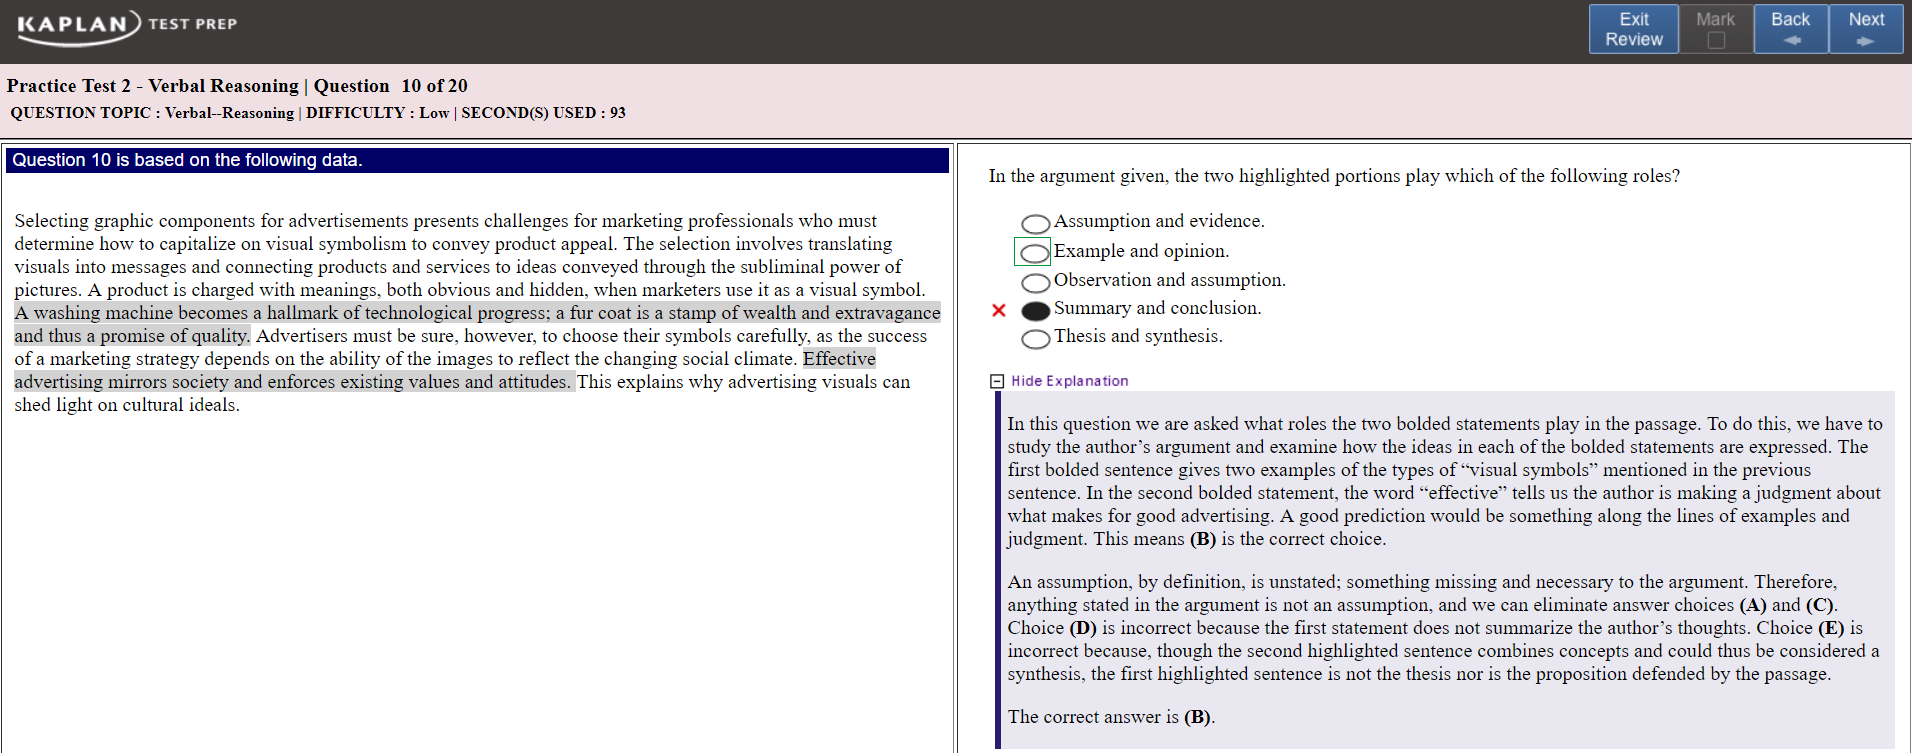 KAPLAN TEST PREP
Exit Review
Mark
Back
Next
Practice Test 2 - Verbal Reasoning | Question 10 of 20
QUESTION TOPIC : Verbal--Reasoning | DIFFICULTY : Low | SECOND(S) USED : 93
Question 10 is based on the following data.
Selecting graphic components for advertisements presents challenges for marketing professionals who must
determine how to capitalize on visual symbolism to convey product appeal. The selection involves translating
visuals into messages and connecting products and services to ideas conveyed through the subliminal power of
pictures. A product is charged with meanings, both obvious and hidden, when marketers use it as a visual symbol.
A washing machine becomes a hallmark of technological progress; a fur coat is a stamp of wealth and extravagance
and thus a promise of quality. Advertisers must be sure, however, to choose their symbols carefully, as the success
of a marketing strategy depends on the ability of the images to reflect the changing social climate. Effective
advertising mirrors society and enforces existing values and attitudes. This explains why advertising visuals can
shed light on cultural ideals.
In the argument given, the two highlighted portions play which of the following roles?
Assumption and evidence.
Example and opinion.
Observation and assumption.
Summary and conclusion.
Thesis and synthesis.
Hide Explanation
In this question we are asked what roles the two bolded statements play in the passage. To do this, we have to
study the author’s argument and examine how the ideas in each of the bolded statements are expressed. The
first bolded sentence gives two examples of the types of “visual symbols” mentioned in the previous
sentence. In the second bolded statement, the word “effective” tells us the author is making a judgment about
what makes for good advertising. A good prediction would be something along the lines of examples and
judgment. This means (B) is the correct choice.
An assumption, by definition, is unstated; something missing and necessary to the argument. Therefore,
anything stated in the argument is not an assumption, and we can eliminate answer choices (A) and (C).
Choice (D) is incorrect because the first statement does not summarize the author’s thoughts. Choice (E) is
incorrect because, though the second highlighted sentence combines concepts and could thus be considered a
synthesis, the first highlighted sentence is not the thesis nor is the proposition defended by the passage.
The correct answer is (B).